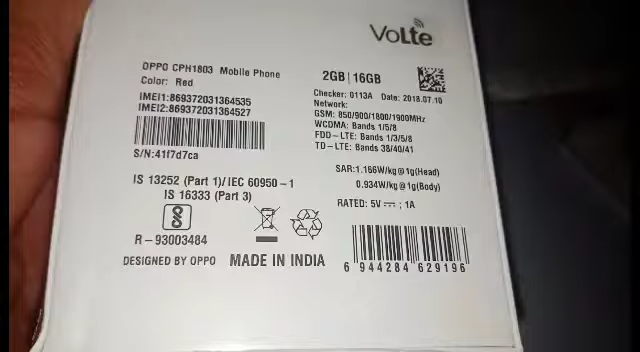 VoLte
OPPO CPH1803 Mobile Phone
Color: Red
IMEI1:869372031364535
IMEI2:869372031364527
S/N:41f7d7ca
2GB|16GB
Checker: 0113A Date: 2018.07.10
Network:
GSM: 850/900/1800/1900MHz
WCDMA: Bands 1/5/8
FDD-LTE: Bands 1/3/5/8
TD-LTE: Bands 38/40/41
SAR:1.166W/kg@1g(Head)
0.934W/kg@1g(Body)
RATED: 5V⎓; 1A
IS 13252 (Part 1)/IEC 60950-1
IS 16333 (Part 3)
R-93003484
DESIGNED BY OPPO MADE IN INDIA
6 944284 629196